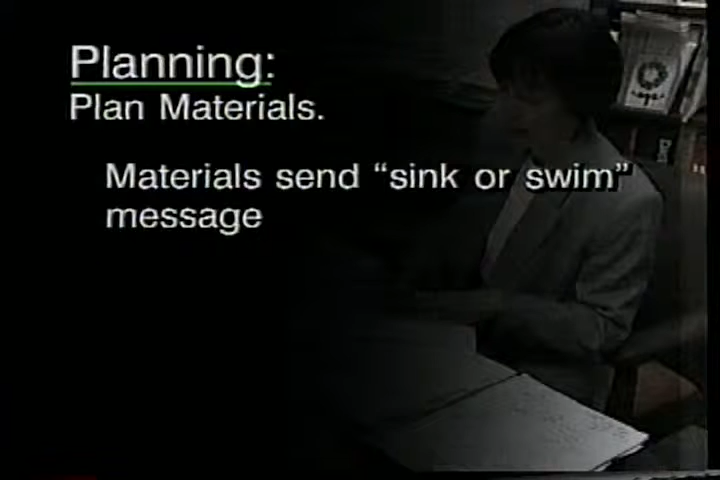 Planning:
Plan Materials.
Materials send “sink or swim”
message